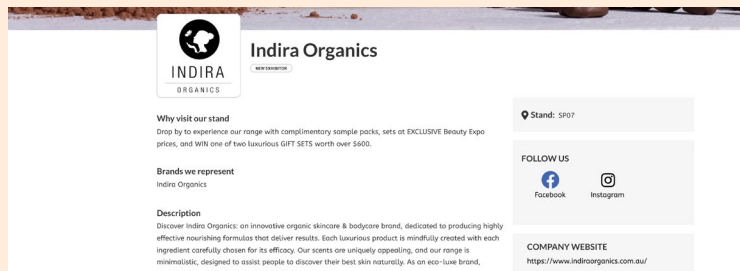 INDIRA
ORGANICS
Indira Organics
NEW EXHIBITOR
Why visit our stand
Drop by to experience our range with complimentary sample packs, sets at EXCLUSIVE Beauty Expo
prices, and WIN one of two luxurious GIFT SETS worth over $600.
Brands we represent
Indira Organics
Description
Discover Indira Organics: an innovative organic skincare & bodycare brand, dedicated to producing highly
effective nourishing formulas that deliver results. Each luxurious product is mindfully created with each
ingredient carefully chosen for its efficacy. Our scents are uniquely appealing, and our range is
minimalistic, designed to assist people to discover their best skin naturally. As an eco-luxe brand,
Stand: SP07
FOLLOW US
Facebook Instagram
COMPANY WEBSITE
https://www.indiraorganics.com.au/